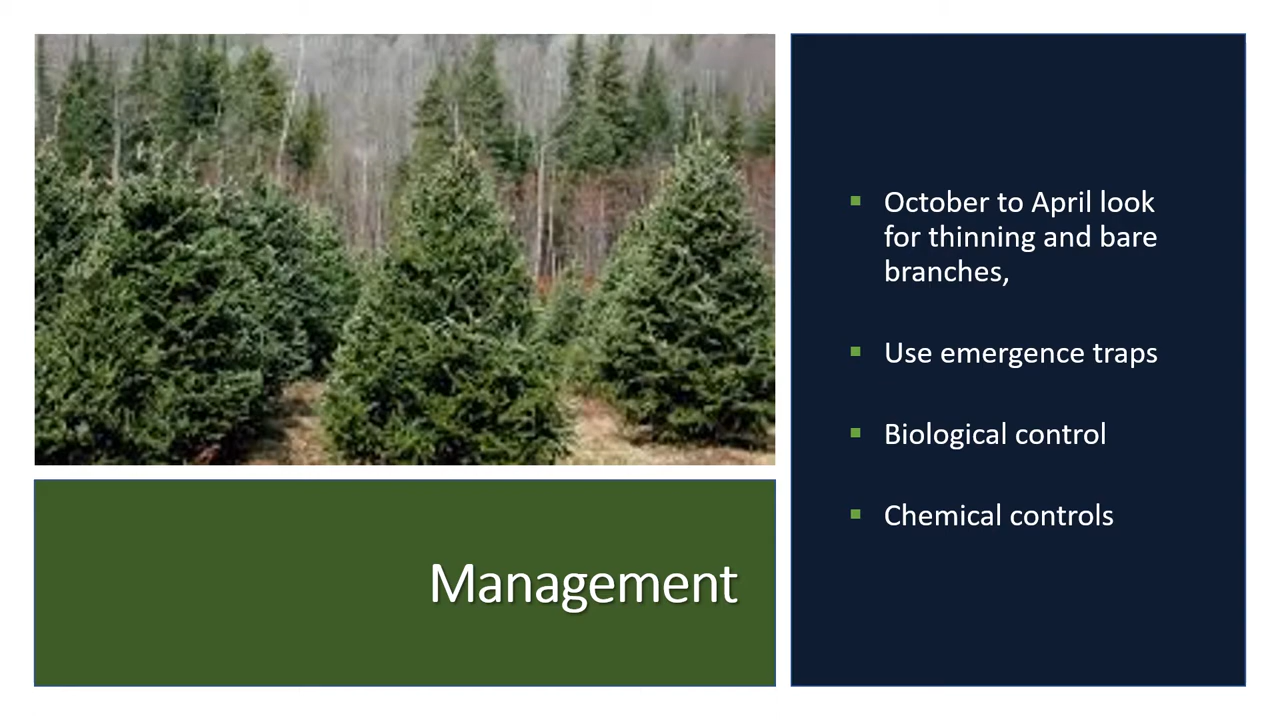 October to April look
for thinning and bare
branches,
Use emergence traps
Biological control
Chemical controls
Management